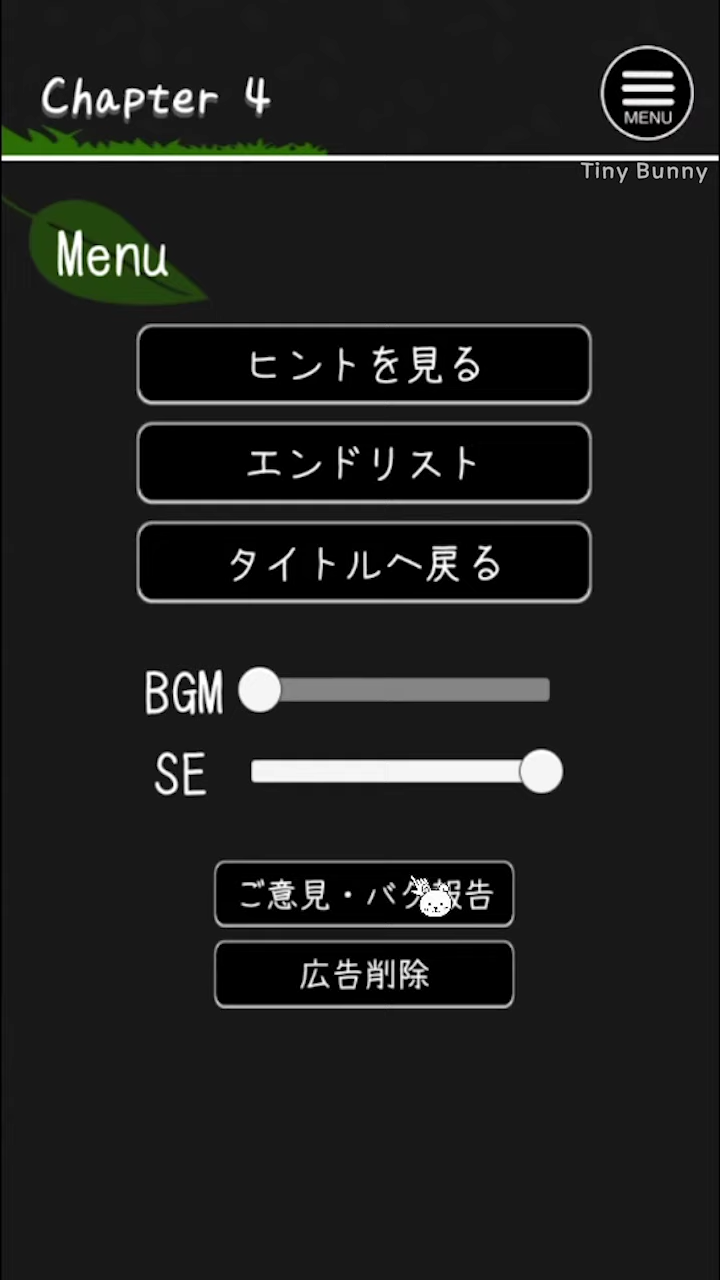 Chapter 4
MENU
Tiny Bunny
Menu
ヒントを見る
エンドリスト
タイトルへ戻る
BGM
SE
ご意見・バグ報告
広告削除